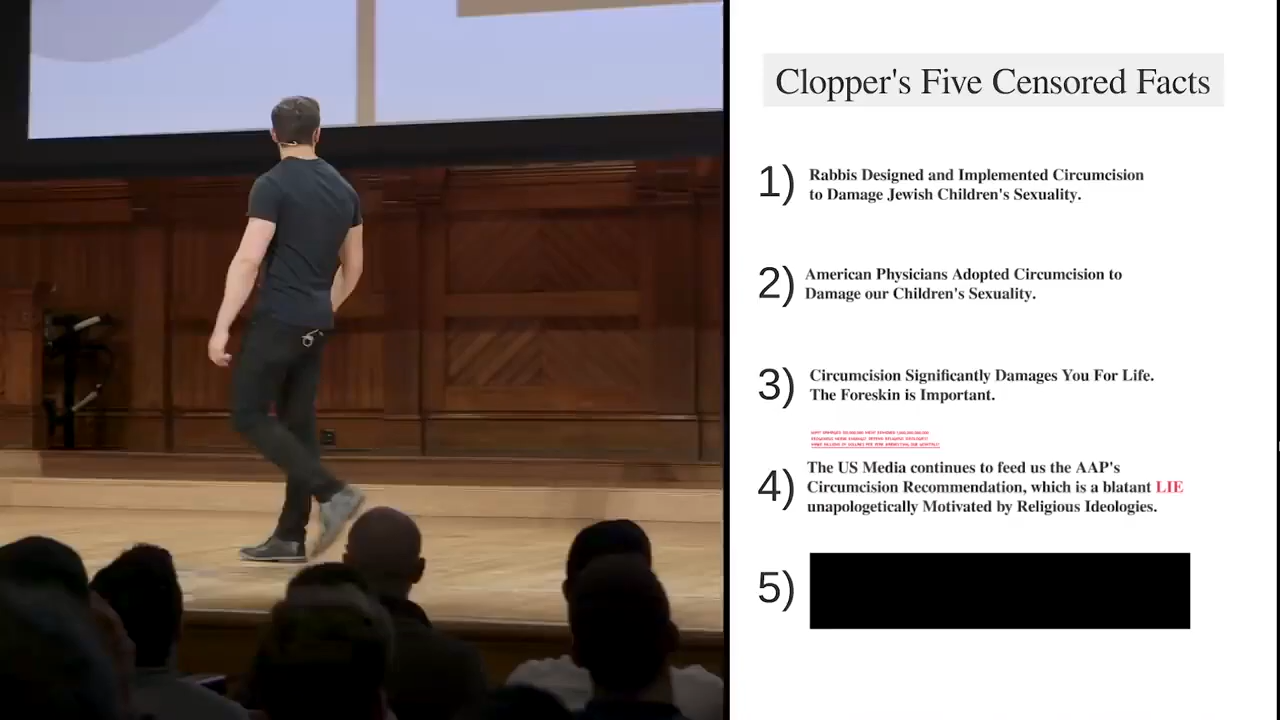 Clopper's Five Censored Facts
1) Rabbis Designed and Implemented Circumcision
to Damage Jewish Children's Sexuality.
2) American Physicians Adopted Circumcision to
Damage our Children's Sexuality.
3) Circumcision Significantly Damages You For Life.
The Foreskin is Important.
4) The US Media continues to feed us the AAP's
Circumcision Recommendation, which is a blatant LIE
unapologetically Motivated by Religious Ideologies.
5)